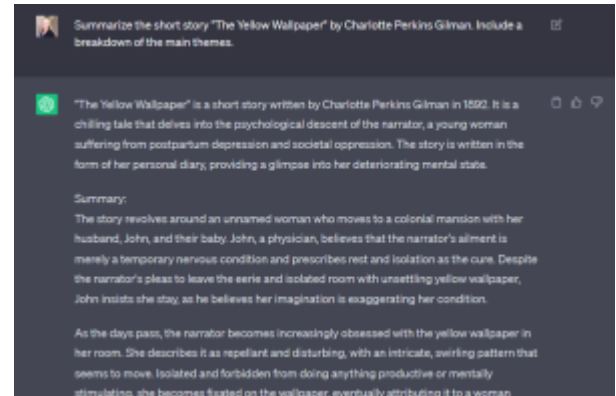 Summarize the short story "The Yellow Wallpaper" by Charlotte Perkins Gilman. Include a
breakdown of the main themes.
"The Yellow Wallpaper" is a short story written by Charlotte Perkins Gilman in 1892. It is a
chilling tale that delves into the psychological descent of the narrator, a young woman
suffering from postpartum depression and societal oppression. The story is written in the
form of her personal diary, providing a glimpse into her deteriorating mental state.
Summary:
The story revolves around an unnamed woman who moves to a colonial mansion with her
husband, John, and their baby. John, a physician, believes that the narrator's ailment is
merely a temporary nervous condition and prescribes rest and isolation as the cure. Despite
the narrator's pleas to leave the eerie and isolated room with unsettling yellow wallpaper,
John insists she stay, as he believes her imagination is exaggerating her condition.
As the days pass, the narrator becomes increasingly obsessed with the yellow wallpaper in
her room. She describes it as repellant and disturbing, with an intricate, swirling pattern that
seems to move. Isolated and forbidden from doing anything productive or mentally
stimulating, she becomes fixated on the wallpaper, eventually attributing it to a woman